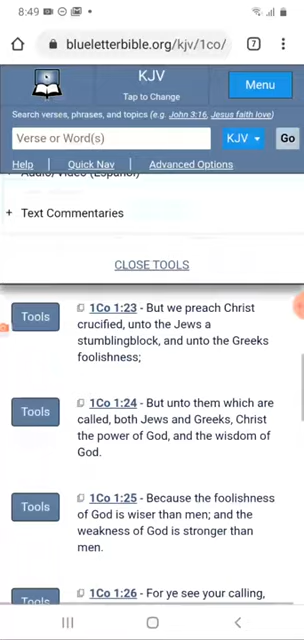 8:49
blueletterbible.org/kjv/1co/
7
KJV
Tap to Change
Menu
Search verses, phrases, and topics (e.g. John 3:16, Jesus faith love)
Verse or Word(s)
KJV
Go
Help
Quick Nav
Advanced Options
Audio/Video (Español)
+ Text Commentaries
CLOSE TOOLS
Tools
1Co 1:23 - But we preach Christ
crucified, unto the Jews a
stumblingblock, and unto the Greeks
foolishness;
Tools
1Co 1:24 - But unto them which are
called, both Jews and Greeks, Christ
the power of God, and the wisdom of
God.
Tools
1Co 1:25 - Because the foolishness
of God is wiser than men; and the
weakness of God is stronger than
men.
Tools
1Co 1:26 - For ye see your calling,